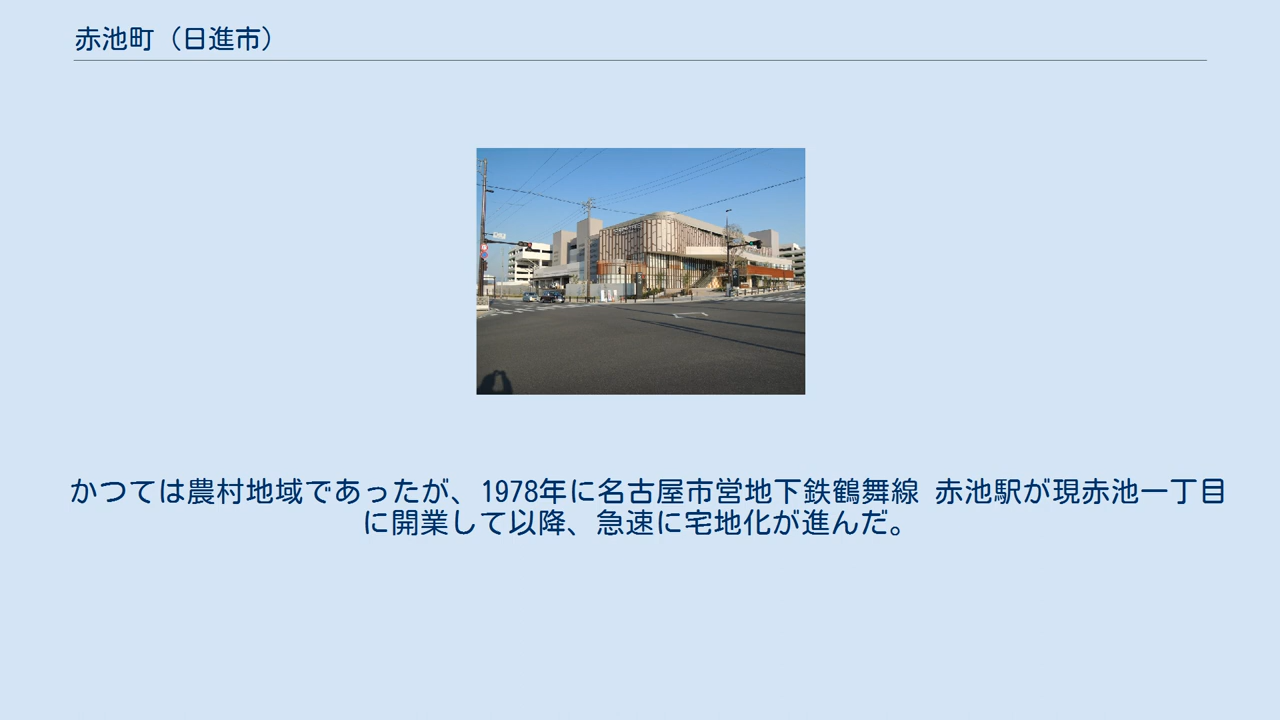 赤池町（日進市）
かつては農村地域であったが、1978年に名古屋市営地下鉄鶴舞線 赤池駅が現赤池一丁目
に開業して以降、急速に宅地化が進んだ。